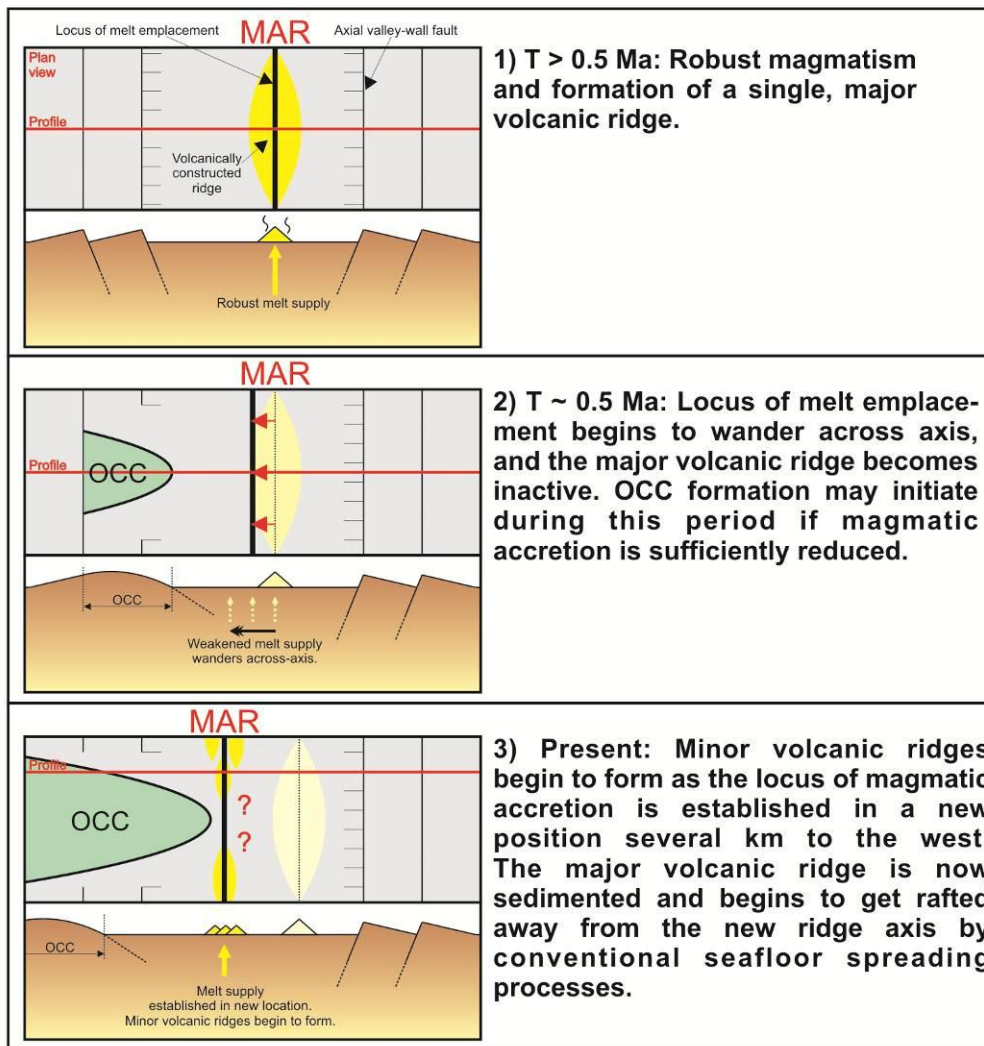 Locus of melt emplacement
MAR
Axial valley-wall fault
Plan
view
Profile
Volcanically
constructed
ridge
Robust melt supply
1) T > 0.5 Ma: Robust magmatism
and formation of a single, major
volcanic ridge.
MAR
Profile
OCC
OCC
Weakened melt supply
wanders across-axis.
2) T ~ 0.5 Ma: Locus of melt emplace-
ment begins to wander across axis,
and the major volcanic ridge becomes
inactive. OCC formation may initiate
during this period if magmatic
accretion is sufficiently reduced.
MAR
Profile
OCC
?
?
OCC
Melt supply
established in new location.
Minor volcanic ridges begin to form.
3) Present: Minor volcanic ridges
begin to form as the locus of magmatic
accretion is established in a new
position several km to the west
The major volcanic ridge is now
sedimented and begins to get rafted
away from the new ridge axis by
conventional seafloor spreading
processes.